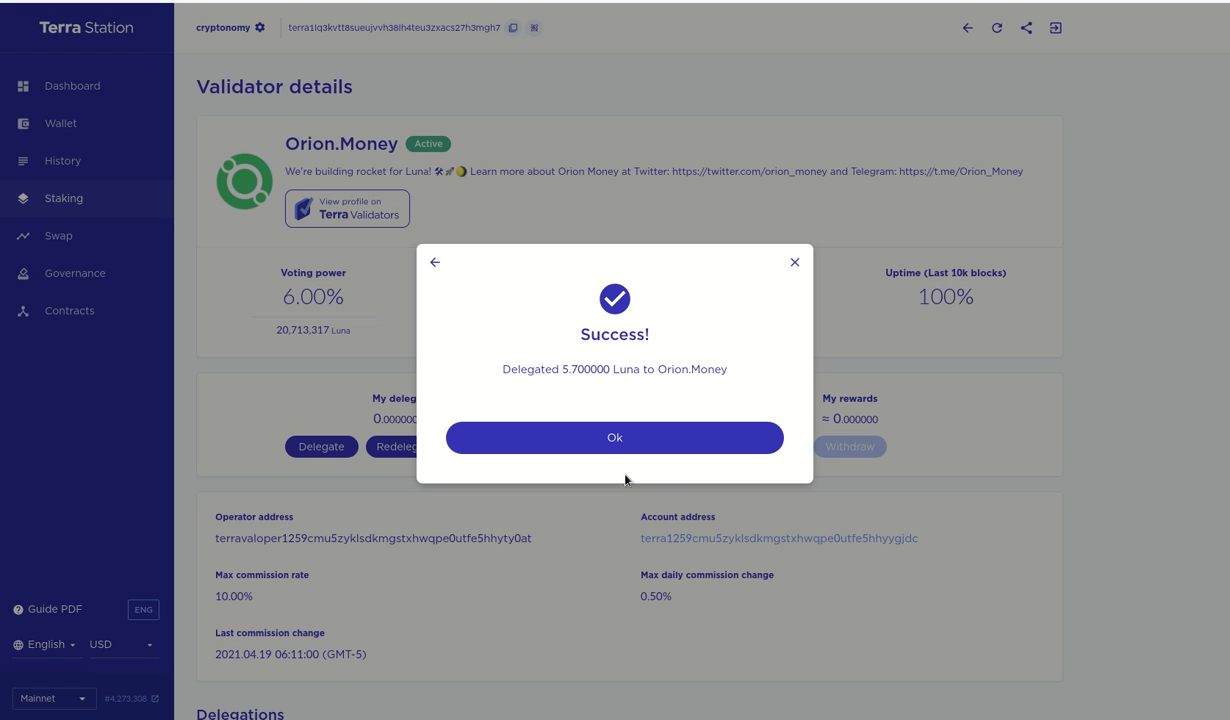 Terra Station
cryptonomy
terra1lq3kvtt8sueujvvh38lh4teu3zxacs27h3mgh7
Dashboard
Wallet
History
Staking
Swap
Governance
Contracts
Guide PDF
ENG
English
USD
Mainnet
#4,273,308
Validator details
Orion.Money
Active
We're building rocket for Luna! 🛠🚀🌖 Learn more about Orion Money at Twitter: https://twitter.com/orion_money and Telegram: https://t.me/Orion_Money
View profile on
Terra Validators
Voting power
6.00%
20,713,317 Luna
Uptime (Last 10k blocks)
100%
Success!
Delegated 5.700000 Luna to Orion.Money
Ok
My deleg
0.000000
Delegate
Redeleg
My rewards
≈ 0.000000
Withdraw
Operator address
terravaloper1259cmu5zyklsdkmgstxhwqpe0utfe5hhyty0at
Account address
terra1259cmu5zyklsdkmgstxhwqpe0utfe5hhyygjdc
Max commission rate
10.00%
Max daily commission change
0.50%
Last commission change
2021.04.19 06:11:00 (GMT-5)
Delegations